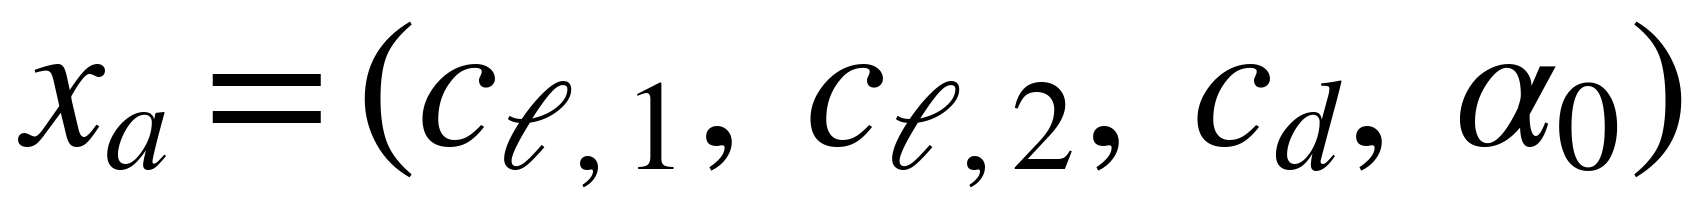 x_a = (c_{ℓ,1}, c_{ℓ,2}, c_d, α_0)